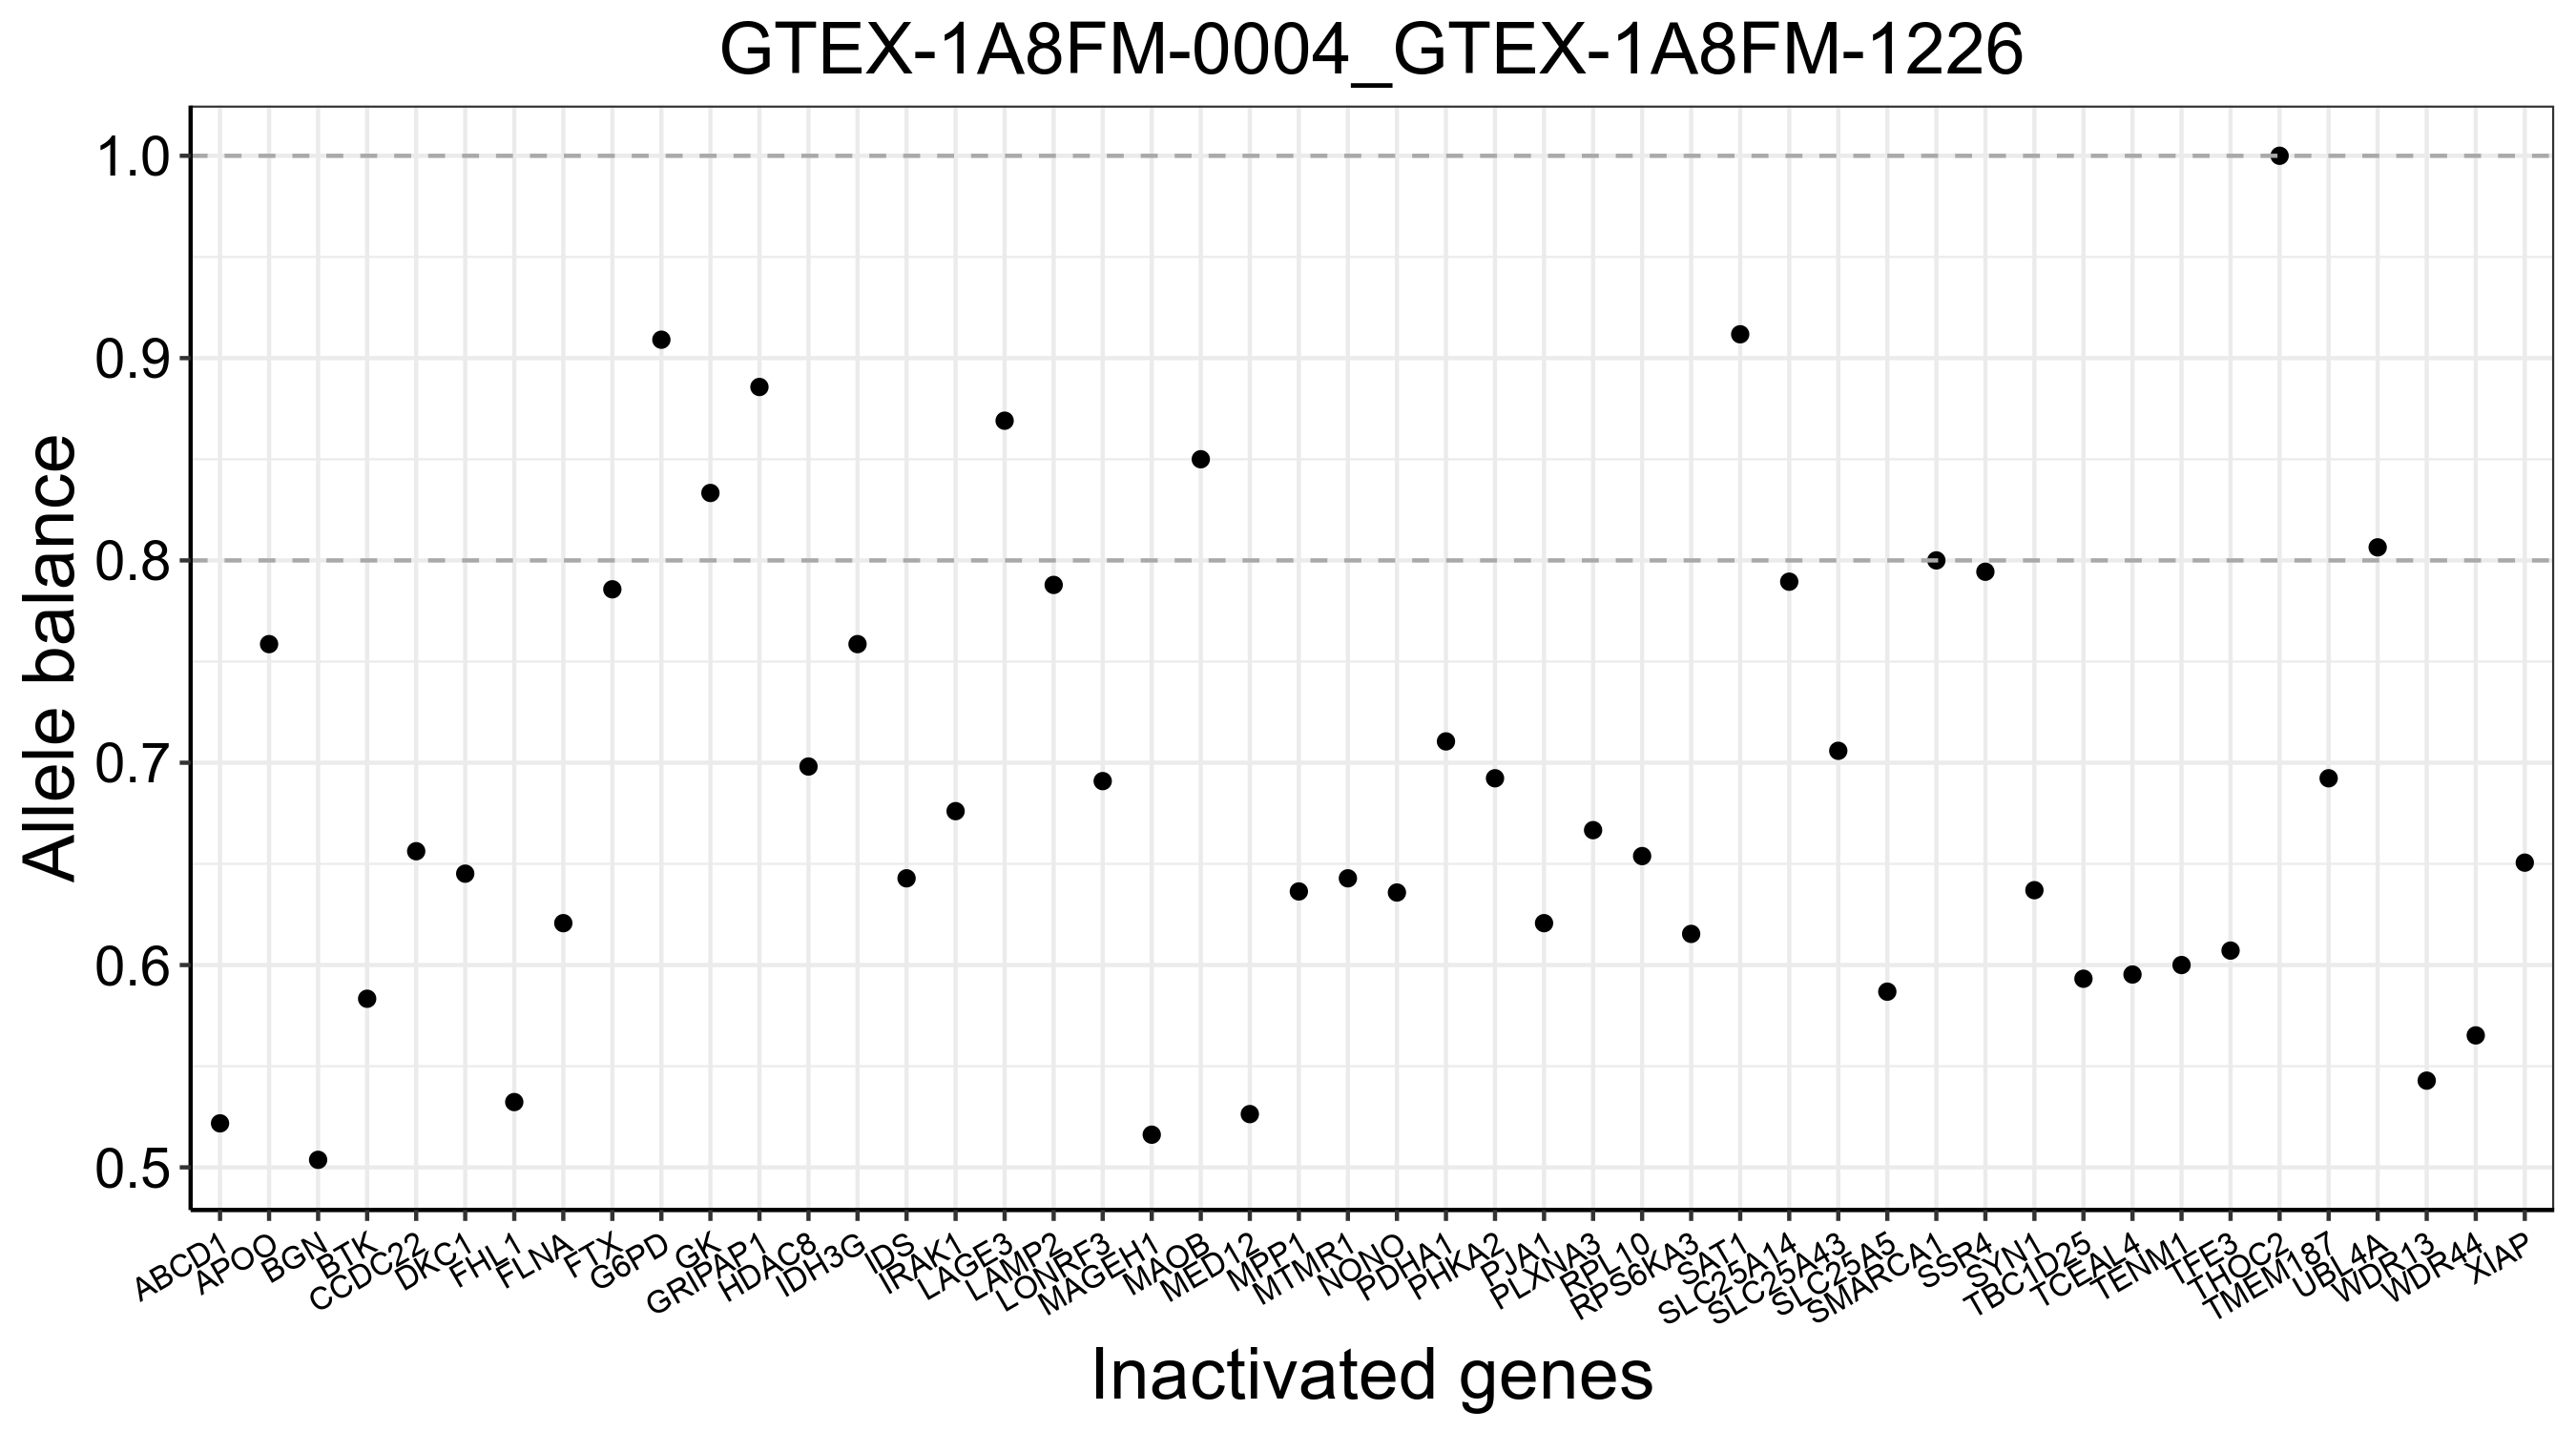 GTEX-1A8FM-0004_GTEX-1A8FM-1226
Allele balance
1.0
0.9
0.8
0.7
0.6
0.5
ABCD1
APOO
BGN
BTK
CCDC22
DKC1
FHL1
FLNA
FTX
G6PD
GK
GRIPAP1
HDAC8
IDH3G
IDS
IRAK1
LAGE3
LAMP2
LONRF3
MAGEH1
MAOB
MED12
MPP1
MTMR1
NONO
PDHA1
PHKA2
PJA1
PLXNA3
RPL10
RPS6KA3
SAT1
SLC25A14
SLC25A43
SLC25A5
SMARCA1
SSR4
SYN1
TBC1D25
TCEAL4
TENM1
TFE3
THOC2
TMEM187
UBL4A
WDR13
WDR44
XIAP
Inactivated genes